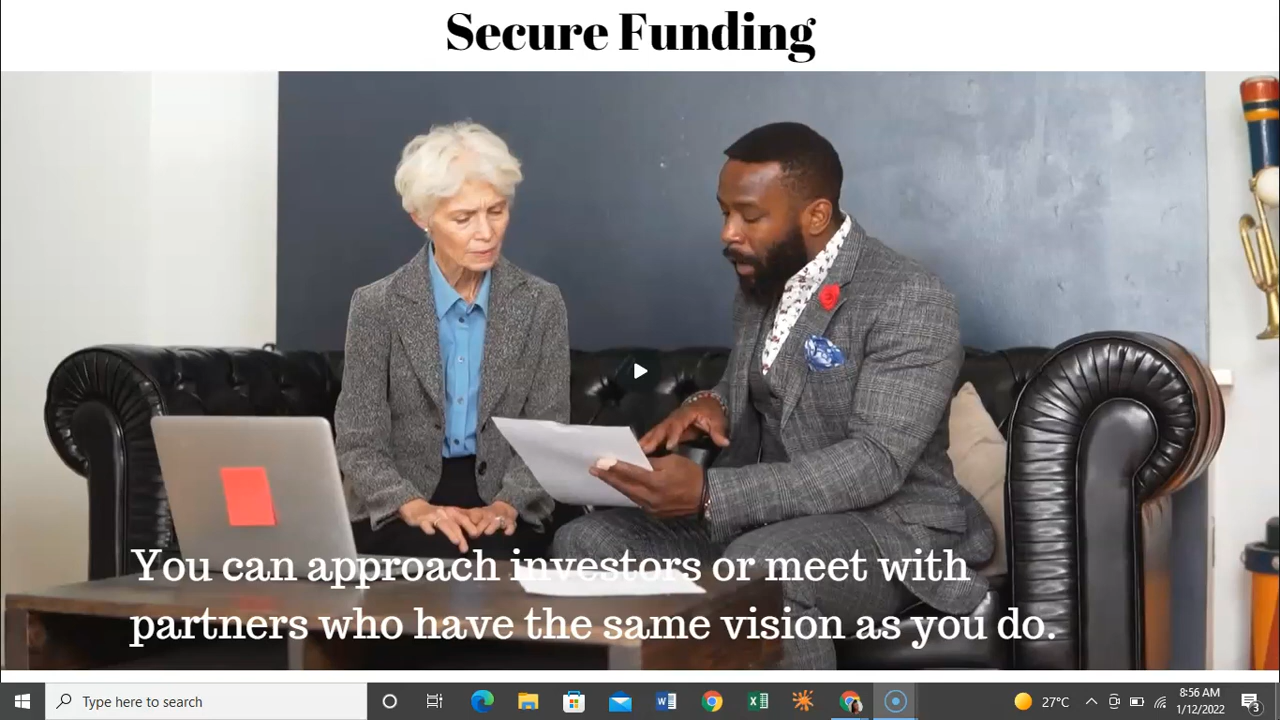 Secure Funding
You can approach investors or meet with
partners who have the same vision as you do.
Type here to search
27°C
8:56 AM
1/12/2022
3